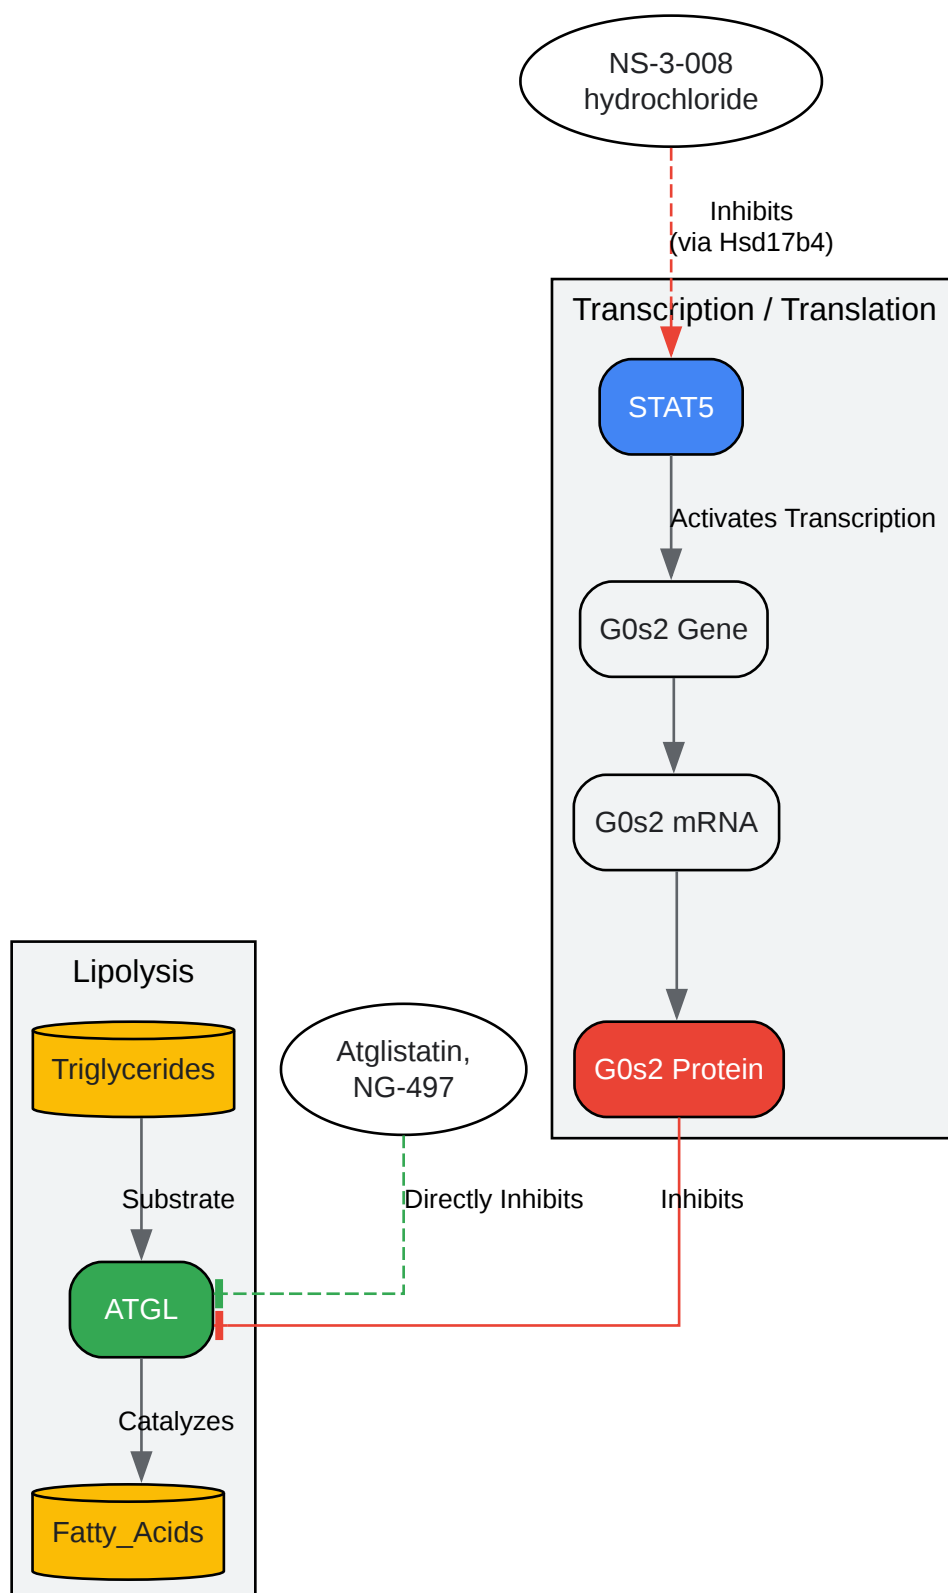 NS-3-008
hydrochloride
Inhibits
(via Hsd17b4)
Transcription / Translation
STAT5
Activates Transcription
G0s2 Gene
G0s2 mRNA
Lipolysis
Triglycerides
Atglistatin,
NG-497
G0s2 Protein
Substrate
Directly Inhibits
Inhibits
ATGL
Catalyzes
Fatty_Acids